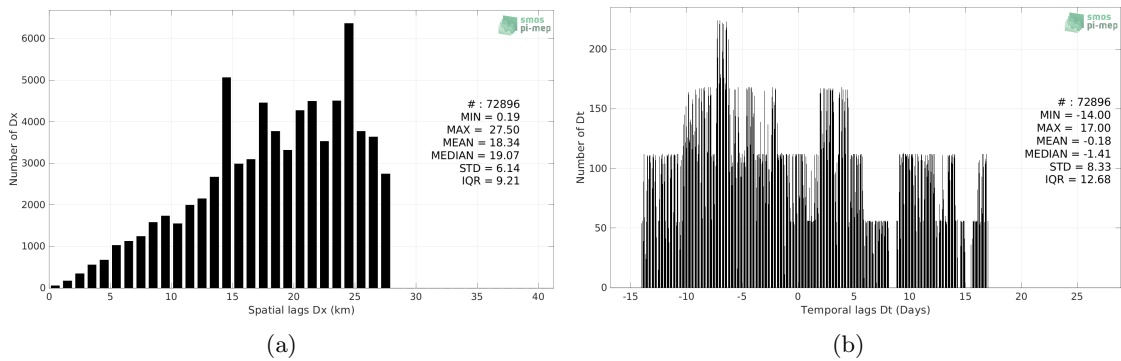 smos
pi-mep
Number of Dx
6000
5000
4000
3000
2000
1000
0
# : 72896
MIN = 0.19
MAX = 27.50
MEAN = 18.34
MEDIAN = 19.07
STD = 6.14
IQR = 9.21
0 5 10 15 20 25 30 35 40
Spatial lags Dx (km)
(a)
smos
pi-mep
Number of Dt
200
150
100
50
0
# : 72896
MIN = -14.00
MAX = 17.00
MEAN = -0.18
MEDIAN = -1.41
STD = 8.33
IQR = 12.68
-15 -10 -5 0 5 10 15 20 25
Temporal lags Dt (Days)
(b)